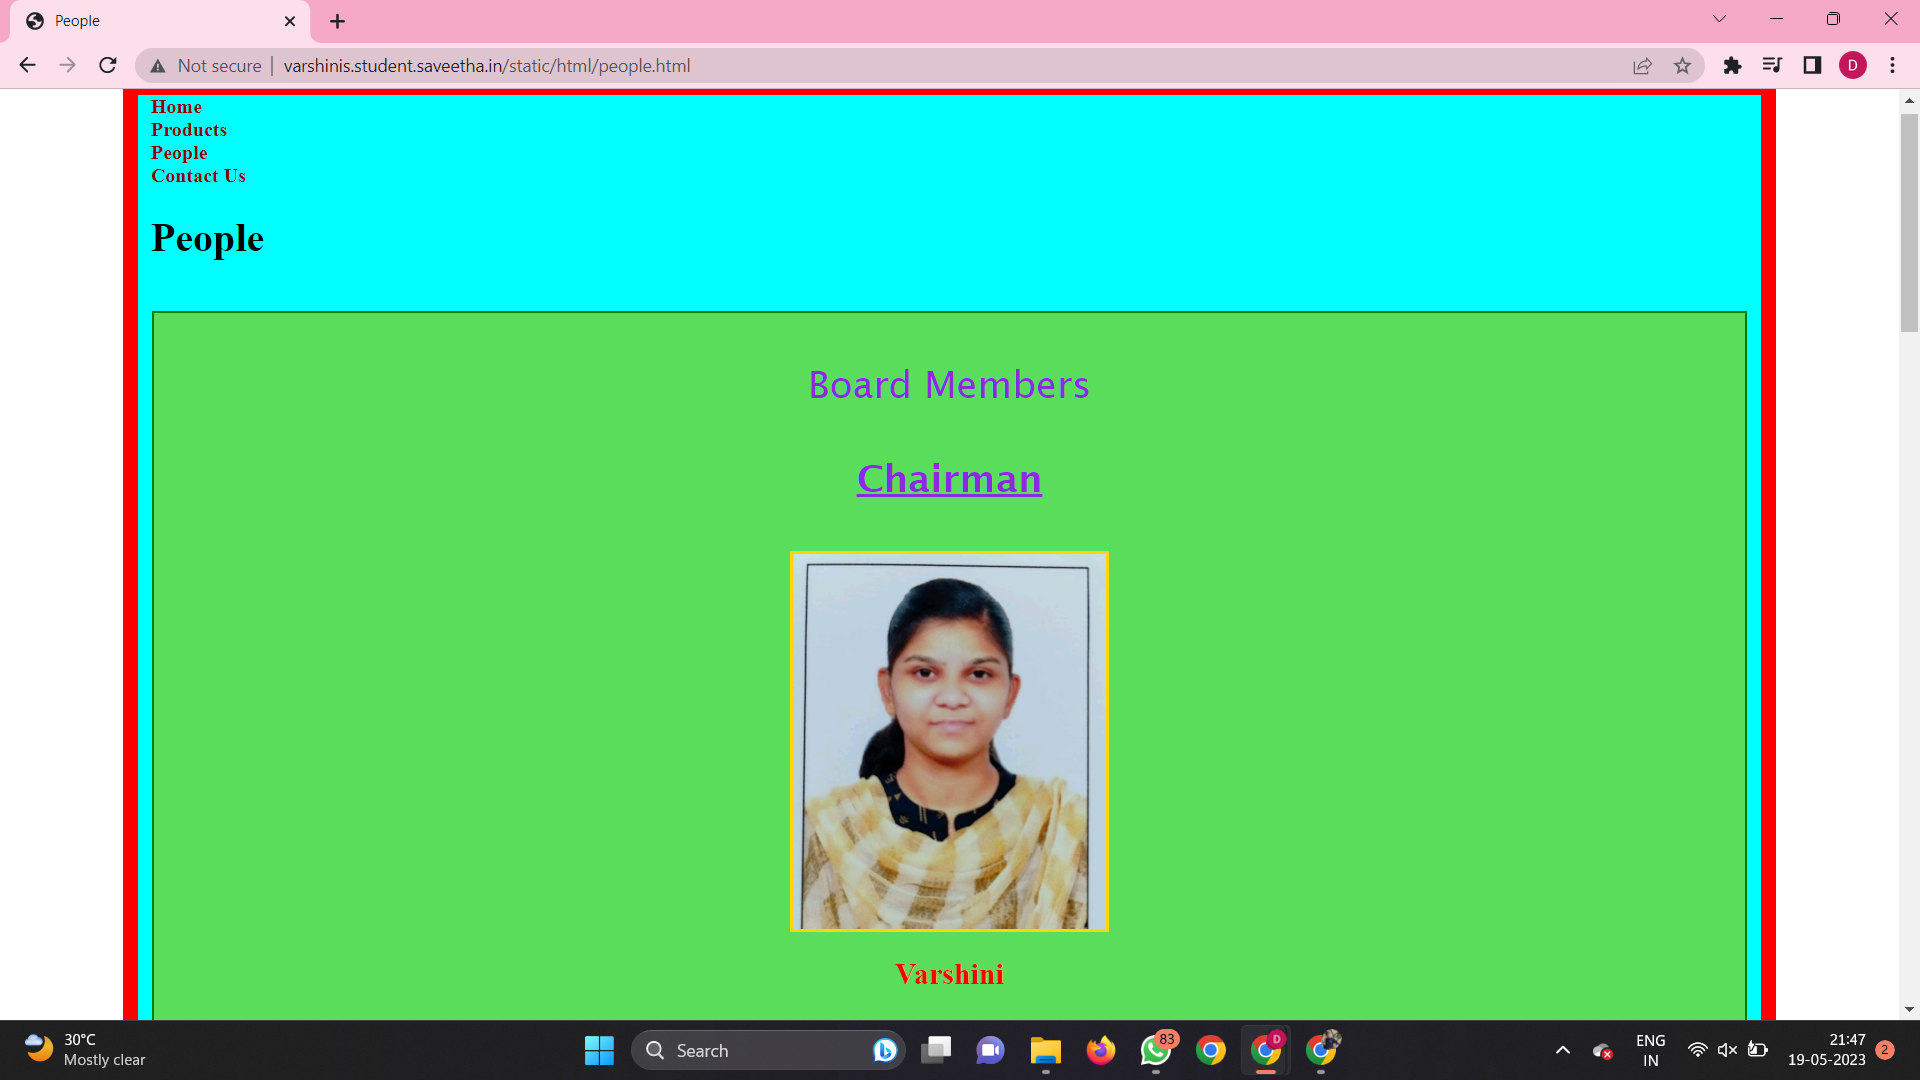 People
Not secure
varshinis.student.saveetha.in/static/html/people.html
D
Home
Products
People
Contact Us
People
Board Members
Chairman
Varshini
30°C
Mostly clear
Search
83
D
ENG
IN
21:47
19-05-2023
2